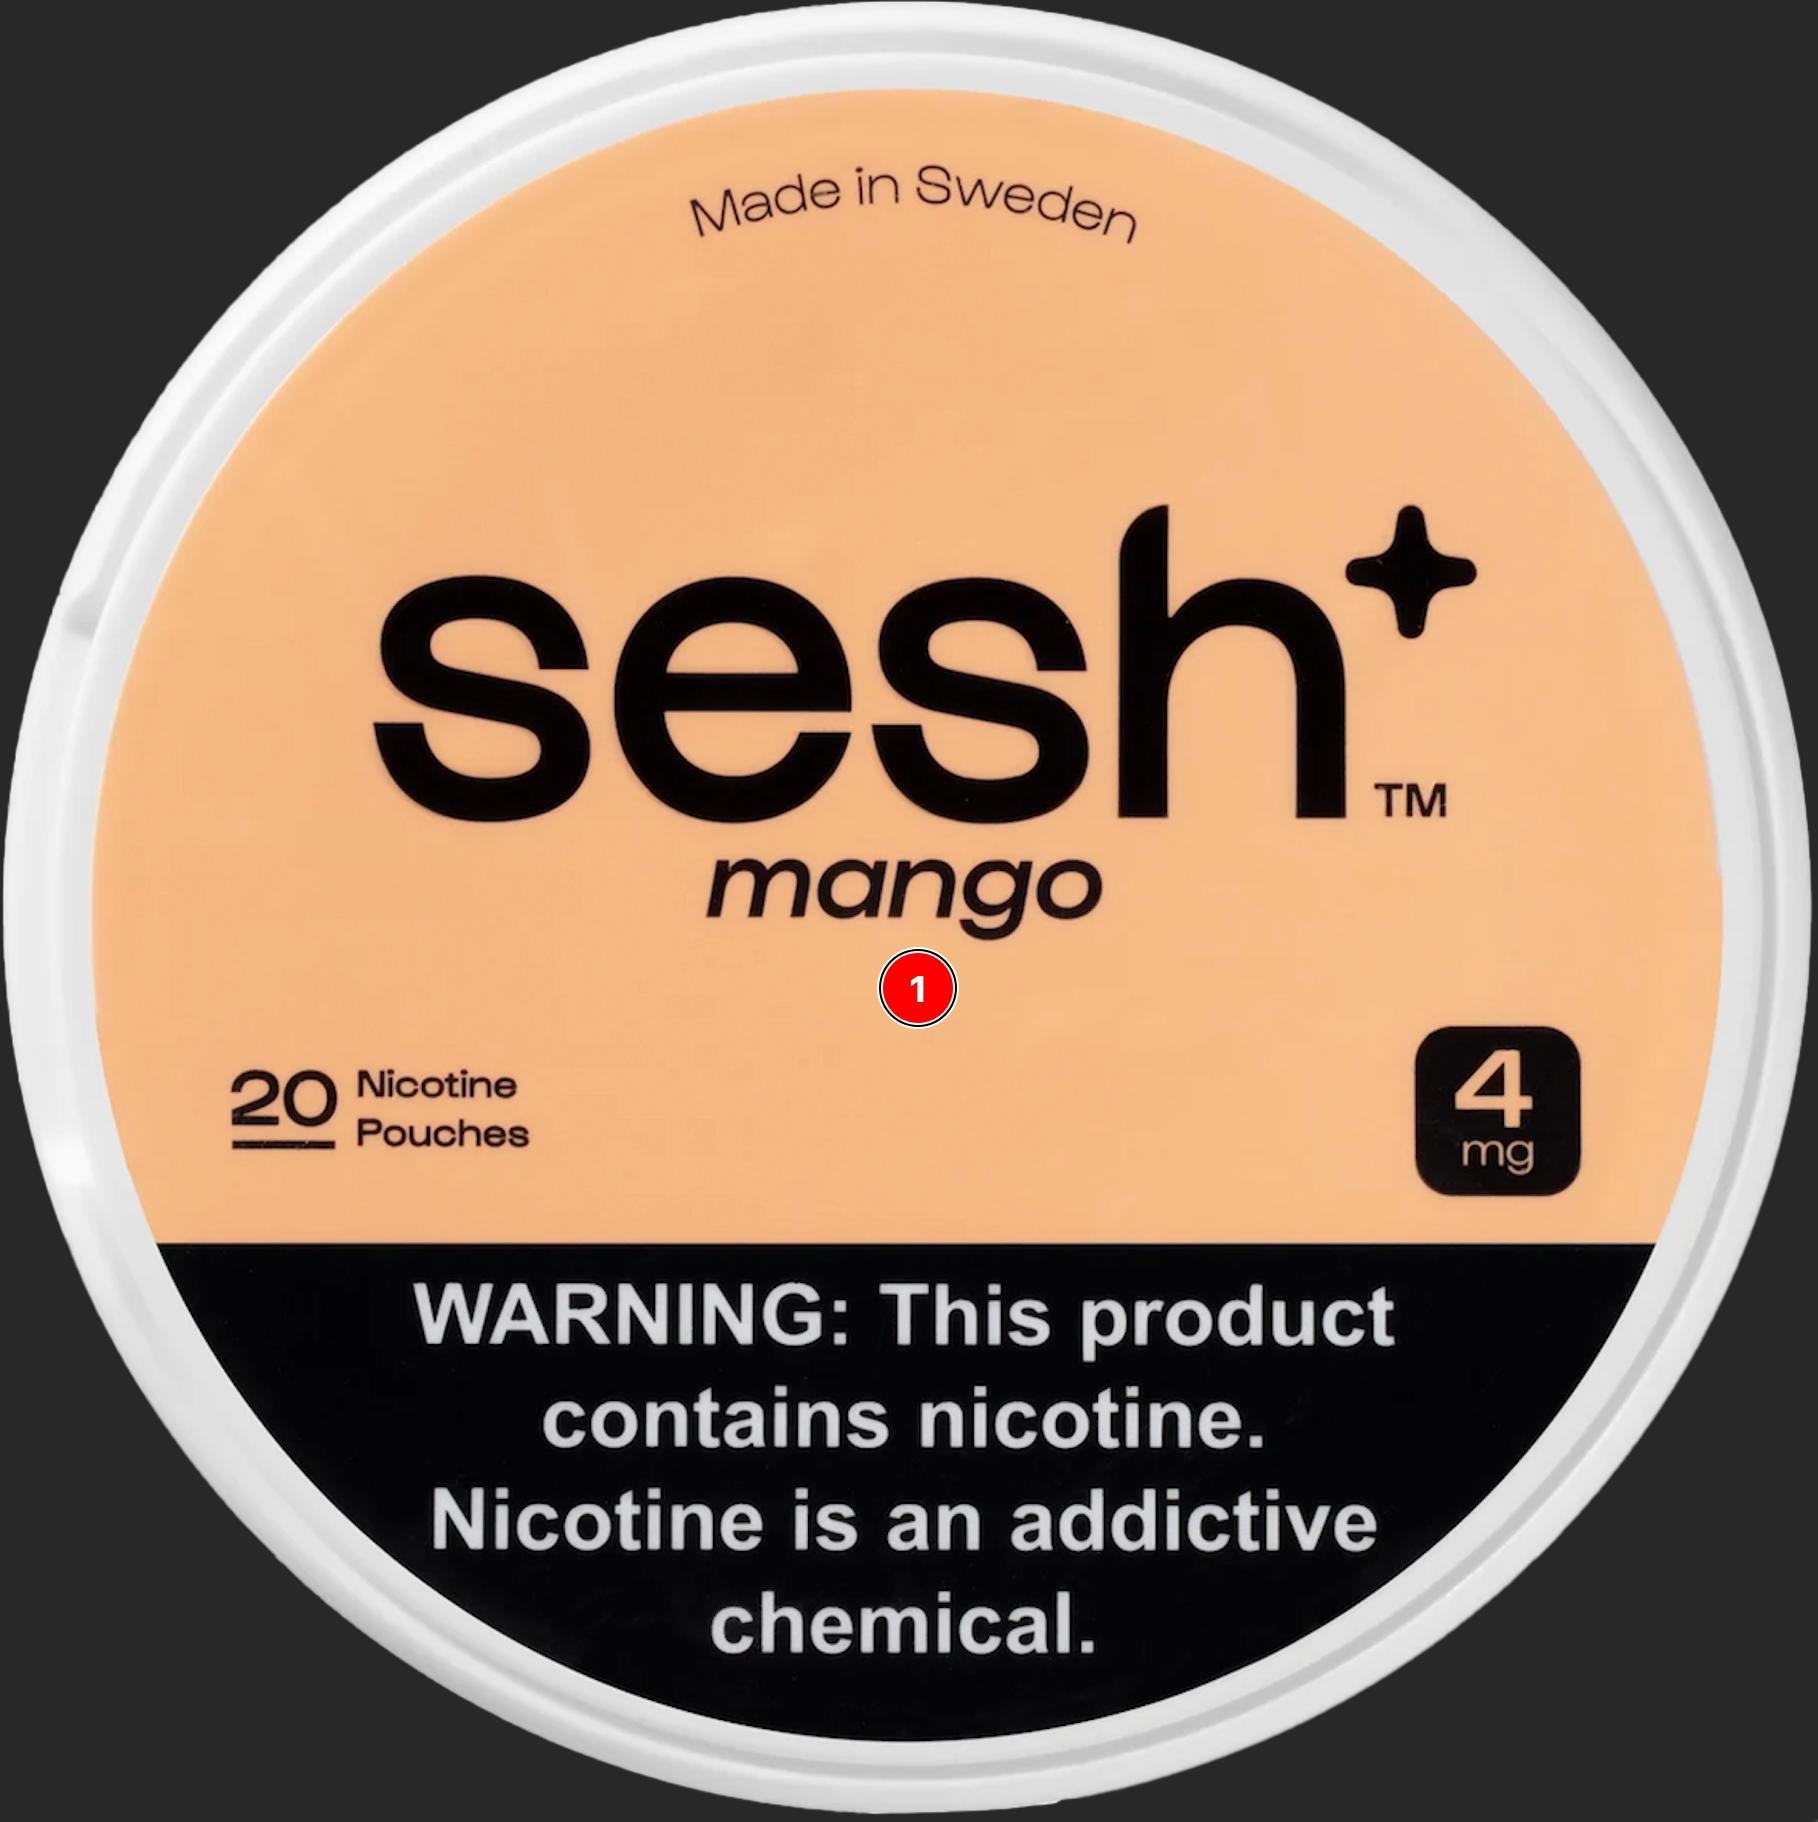 Made in Sweden
sesh+™
mango
1
20 Nicotine
Pouches
4
mg
WARNING: This product
contains nicotine.
Nicotine is an addictive
chemical.